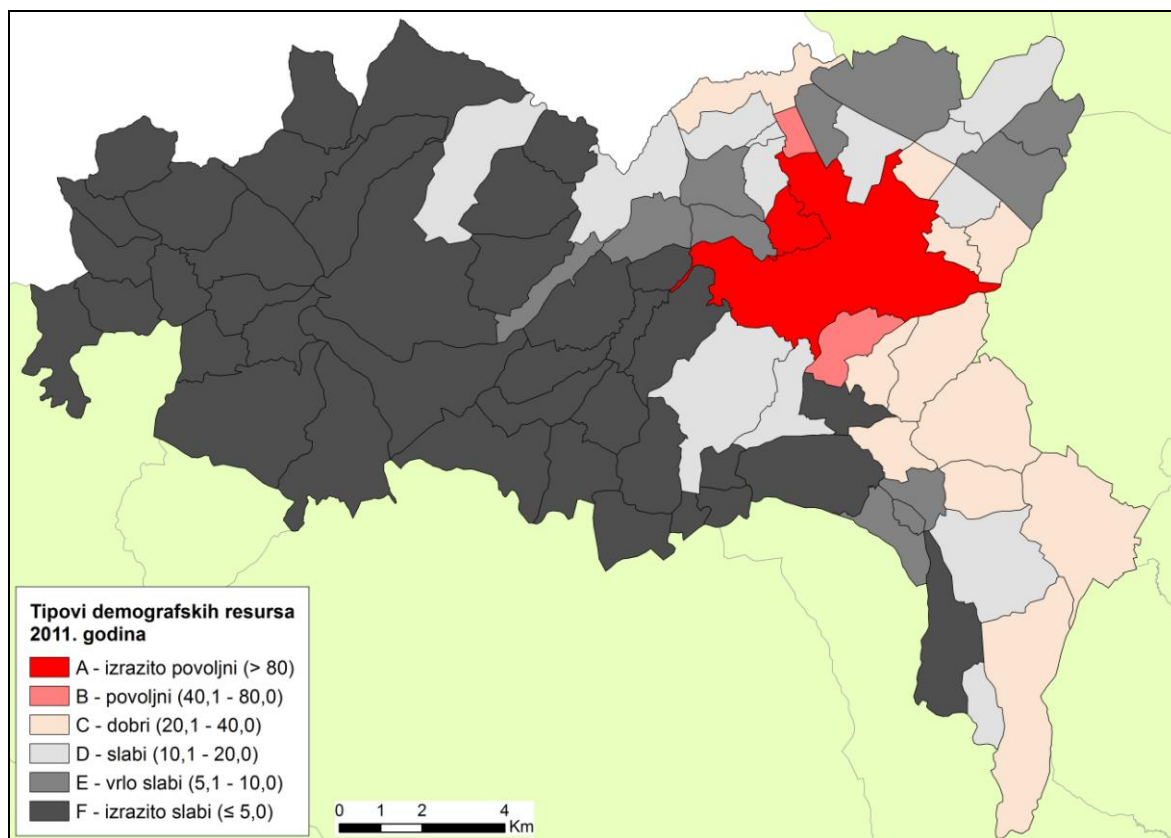 Tipovi demografskih resursa
2011. godina
A - izrazito povoljni (> 80)
B - povoljni (40,1 - 80,0)
C - dobri (20,1 - 40,0)
D - slabi (10,1 - 20,0)
E - vrlo slabi (5,1 - 10,0)
F - izrazito slabi (≤ 5,0)
0 1 2 4
Km